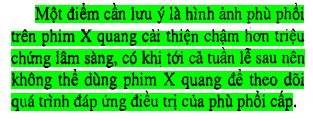 Một điểm cần lưu ý là hình ảnh phù phổi
trên phim X quang cải thiện chậm hơn triệu
chứng lâm sàng, có khi tới cả tuần lễ sau nên
không thể dùng phim X quang để theo dõi
quá trình đáp ứng điều trị của phù phổi cấp.